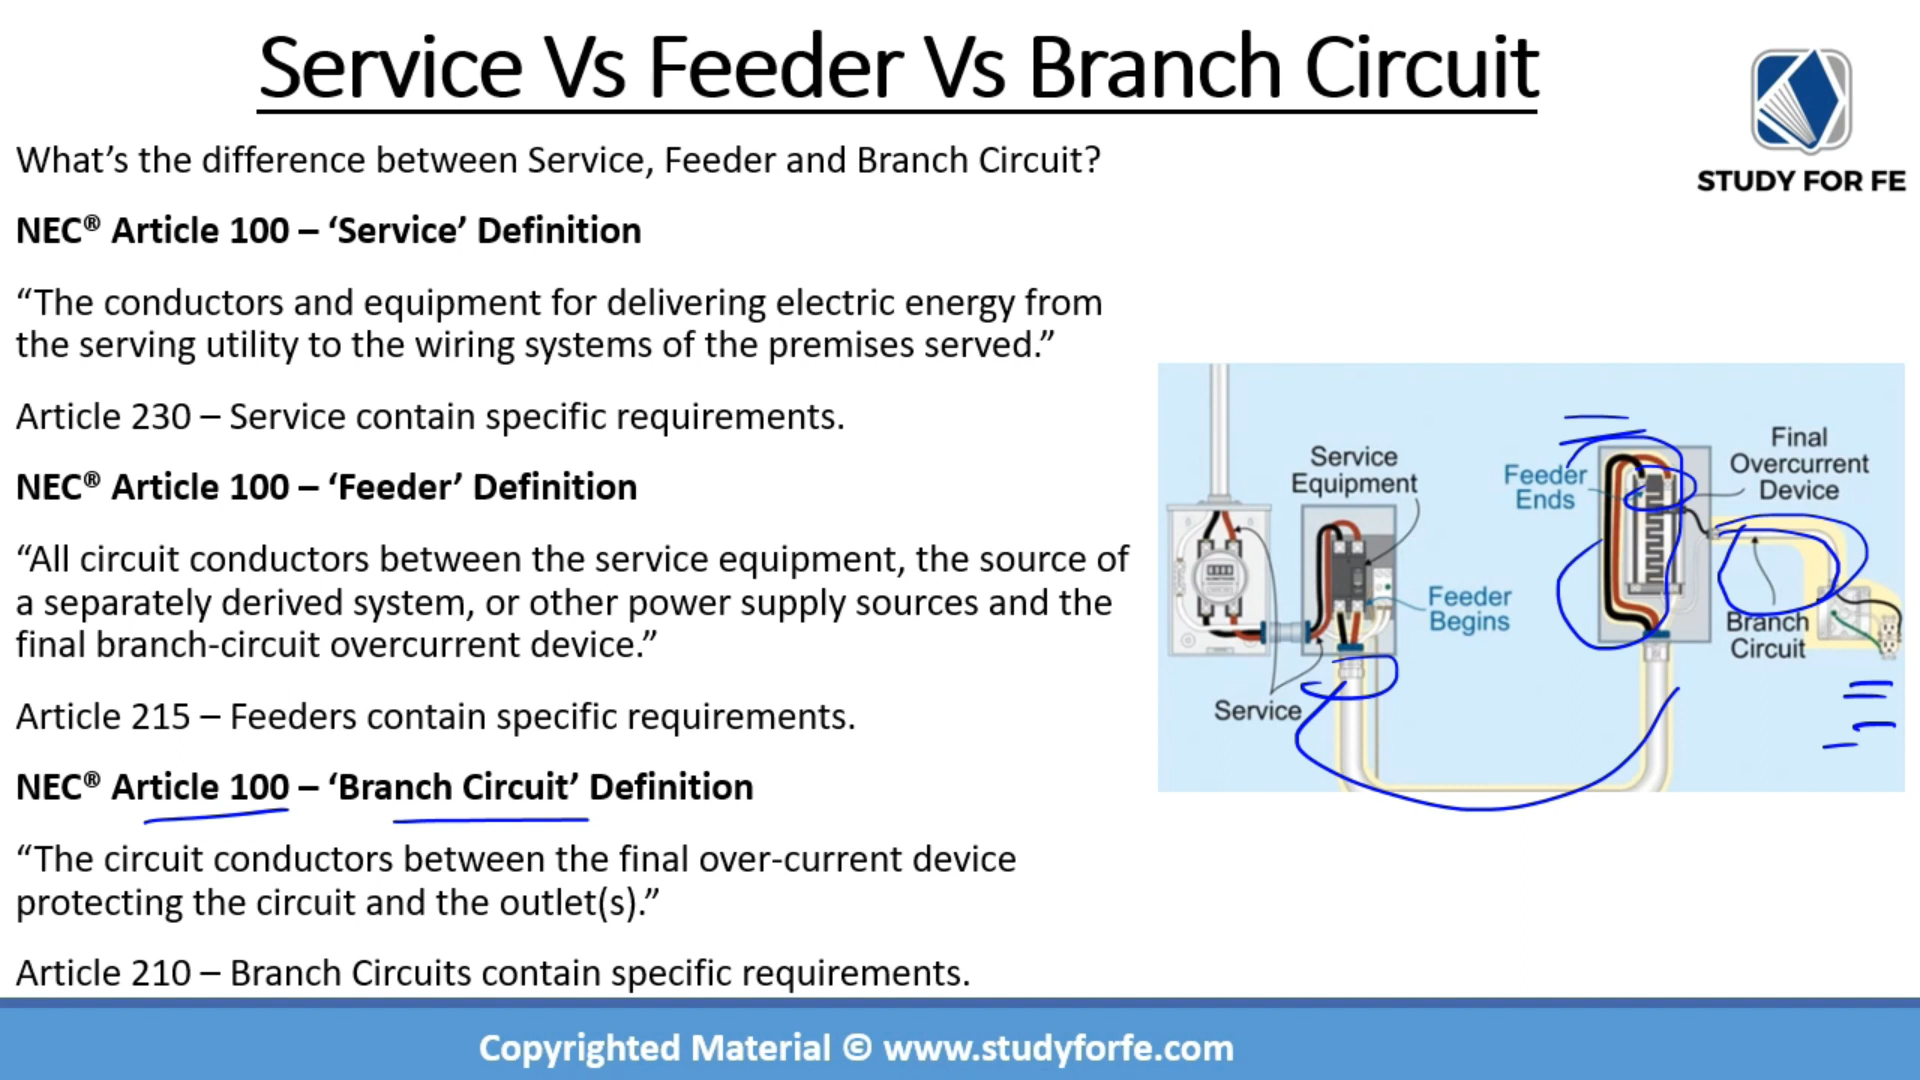 Service Vs Feeder Vs Branch Circuit
STUDY FOR FE
What’s the difference between Service, Feeder and Branch Circuit?
NEC® Article 100 – ‘Service’ Definition
“The conductors and equipment for delivering electric energy from
the serving utility to the wiring systems of the premises served.”
Article 230 – Service contain specific requirements.
NEC® Article 100 – ‘Feeder’ Definition
“All circuit conductors between the service equipment, the source of
a separately derived system, or other power supply sources and the
final branch-circuit overcurrent device.”
Article 215 – Feeders contain specific requirements.
NEC® Article 100 – ‘Branch Circuit’ Definition
“The circuit conductors between the final over-current device
protecting the circuit and the outlet(s).”
Article 210 – Branch Circuits contain specific requirements.
Service
Equipment
Feeder
Begins
Service
Feeder
Ends
Final
Overcurrent
Device
Branch
Circuit
Copyrighted Material © www.studyforfe.com